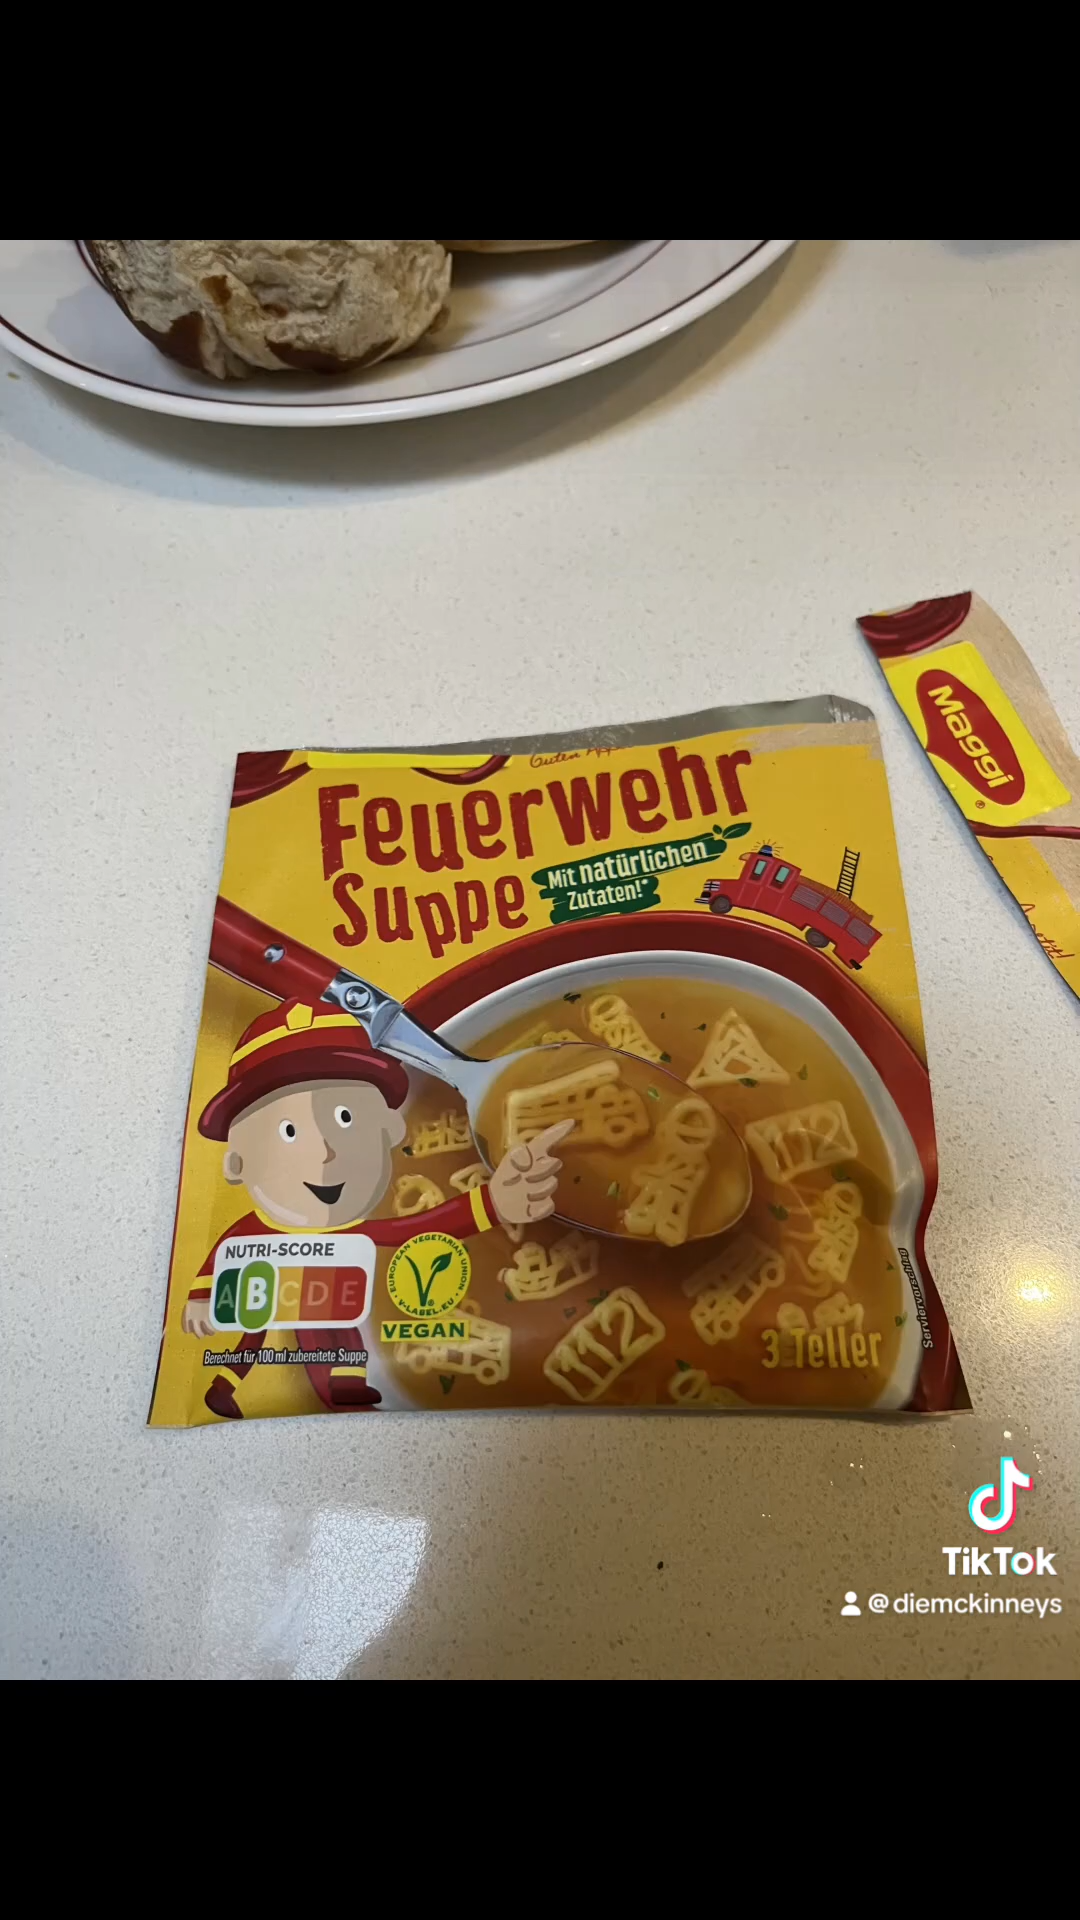 Maggi
®
Guten
Feuerwehr
Suppe
Mit natürlichen
Zutaten!*
112
NUTRI-SCORE
A B C D E
EUROPEAN VEGETARIAN UNION
V-LABEL.EU
VEGAN
Berechnet für 100 ml zubereitete Suppe
112
3 Teller
Serviervorschlag
TikTok
@diemckinneys